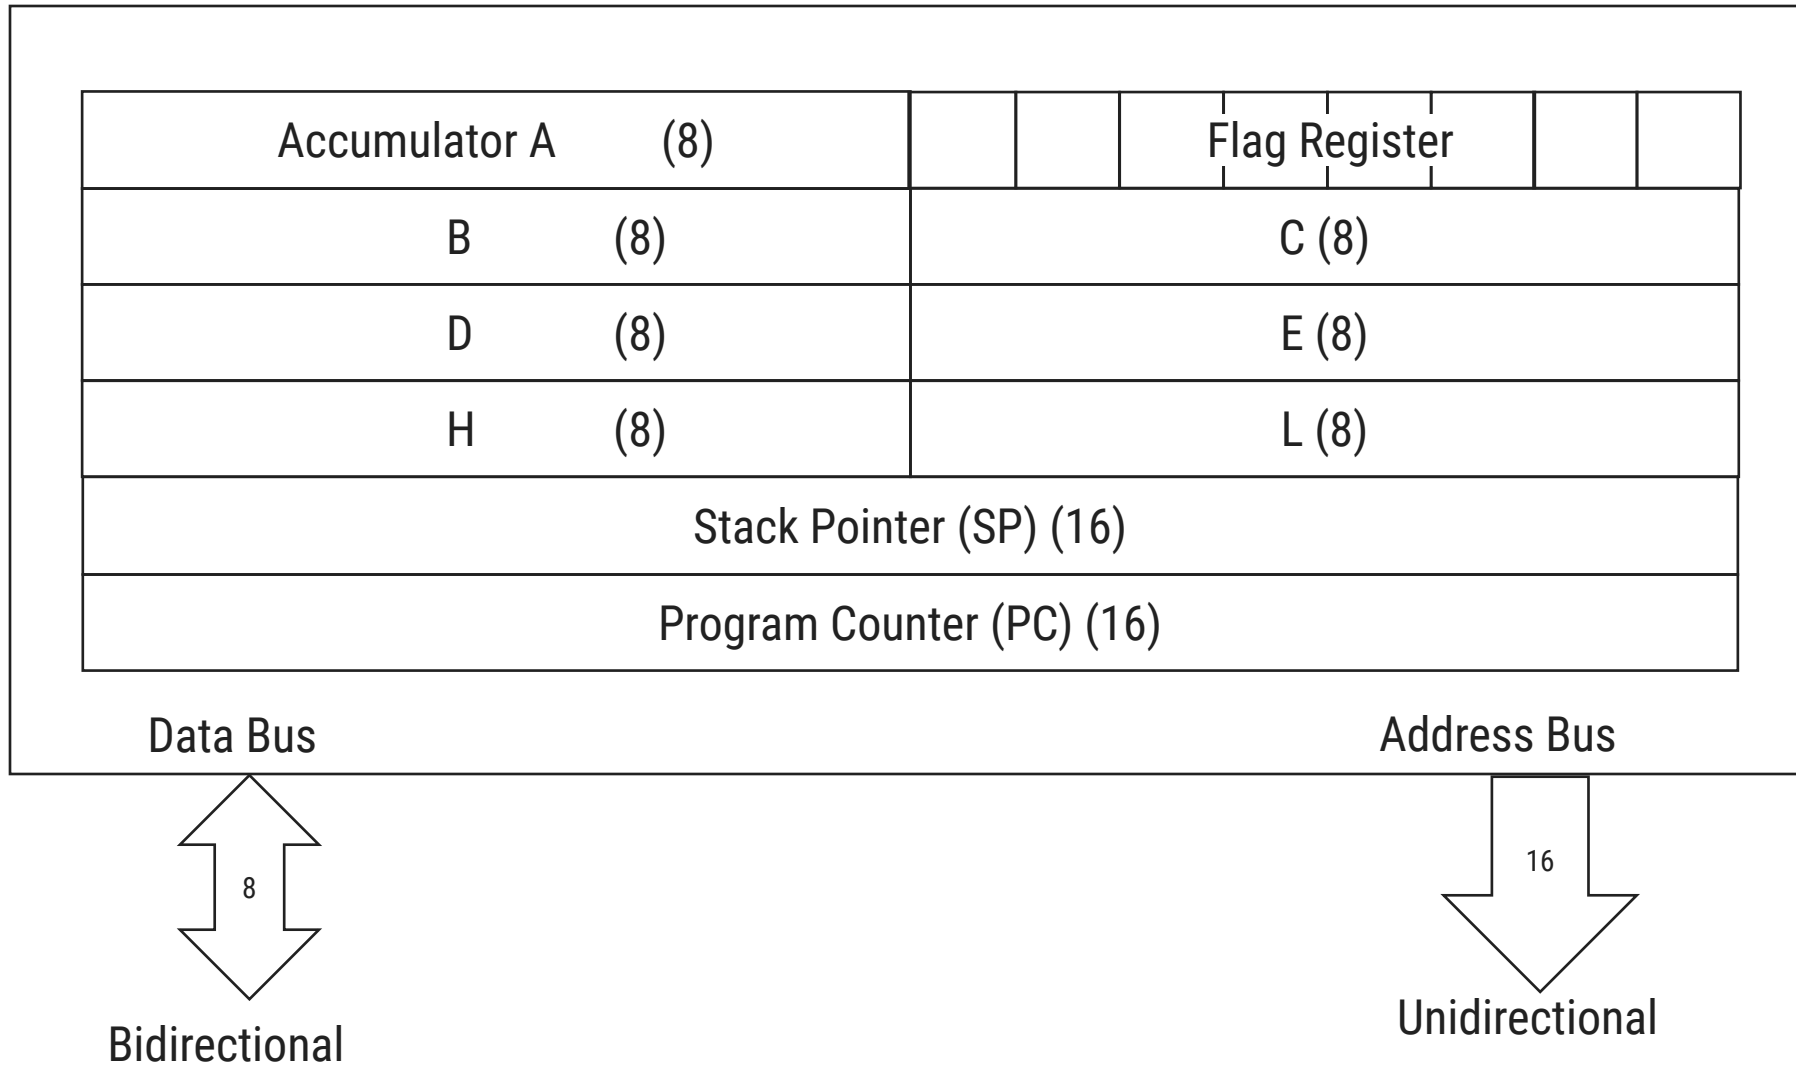 Accumulator A (8) Flag Register
B (8) C (8)
D (8) E (8)
H (8) L (8)
Stack Pointer (SP) (16)
Program Counter (PC) (16)
Data Bus Address Bus
8 16
Bidirectional Unidirectional